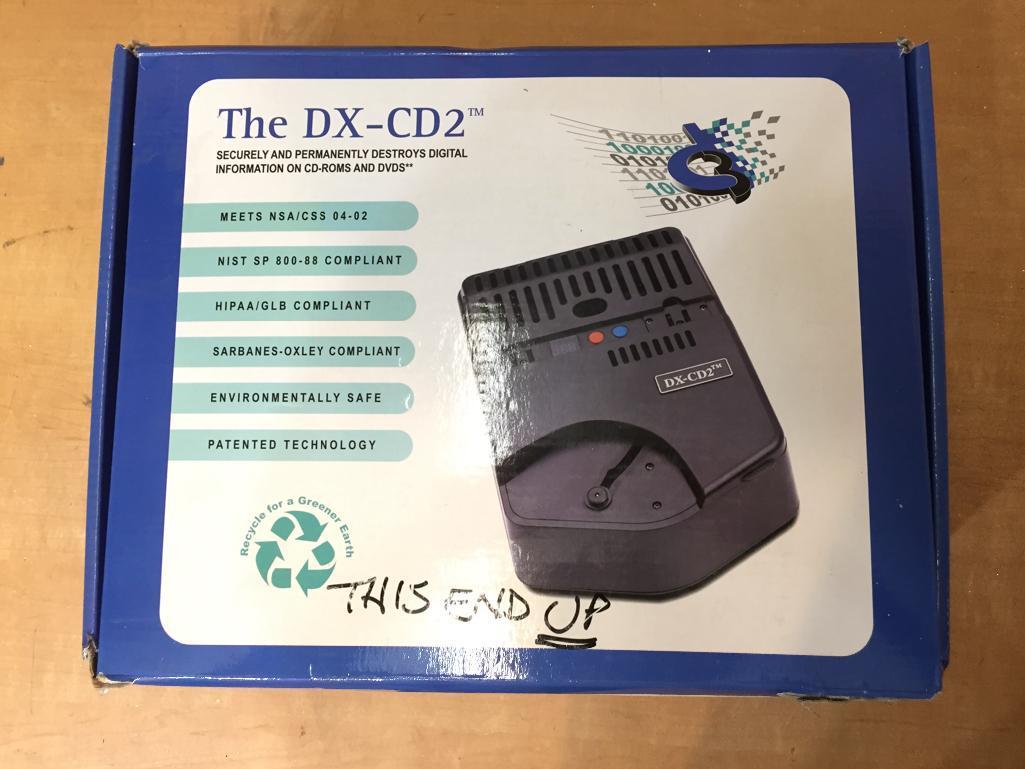 The DX-CD2™
SECURELY AND PERMANENTLY DESTROYS DIGITAL
INFORMATION ON CD-ROMS AND DVDS**
MEETS NSA/CSS 04-02
NIST SP 800-88 COMPLIANT
HIPAA/GLB COMPLIANT
SARBANES-OXLEY COMPLIANT
ENVIRONMENTALLY SAFE
PATENTED TECHNOLOGY
Recycle for a Greener Earth
1101001
DX-CD2™
THIS END UP